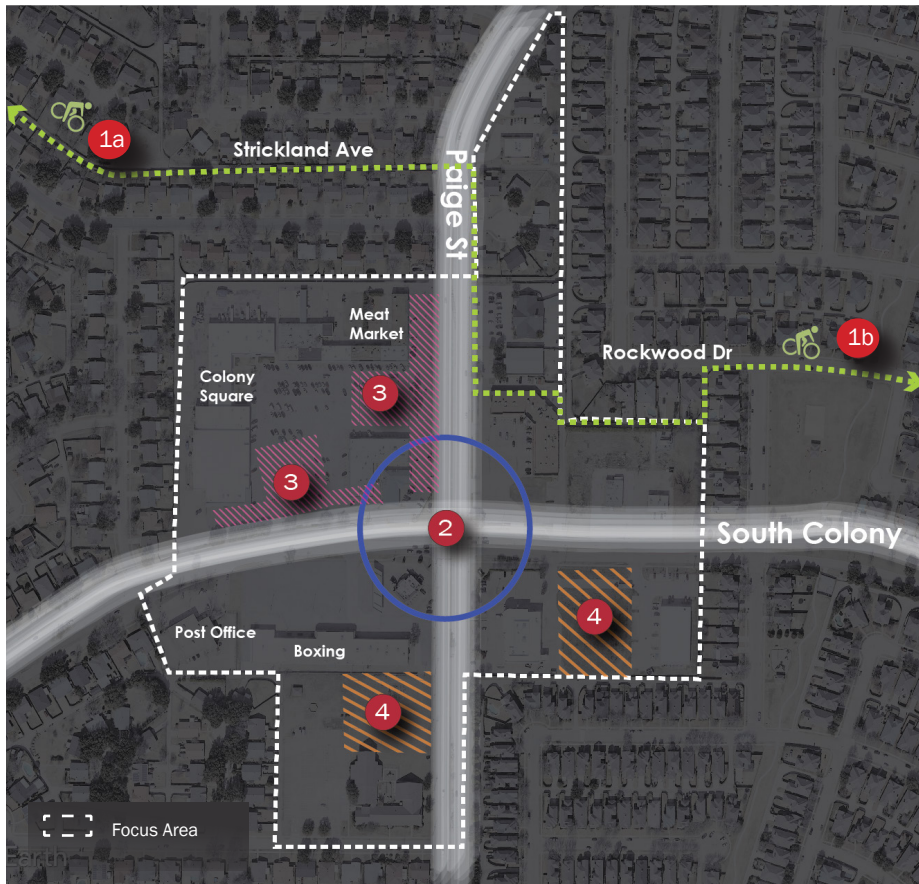 1a
Strickland Ave
Paige St
Meat
Market
Rockwood Dr
1b
Colony
Square
3
3
2
South Colony
4
Post Office
Boxing
4
Focus Area
Earth